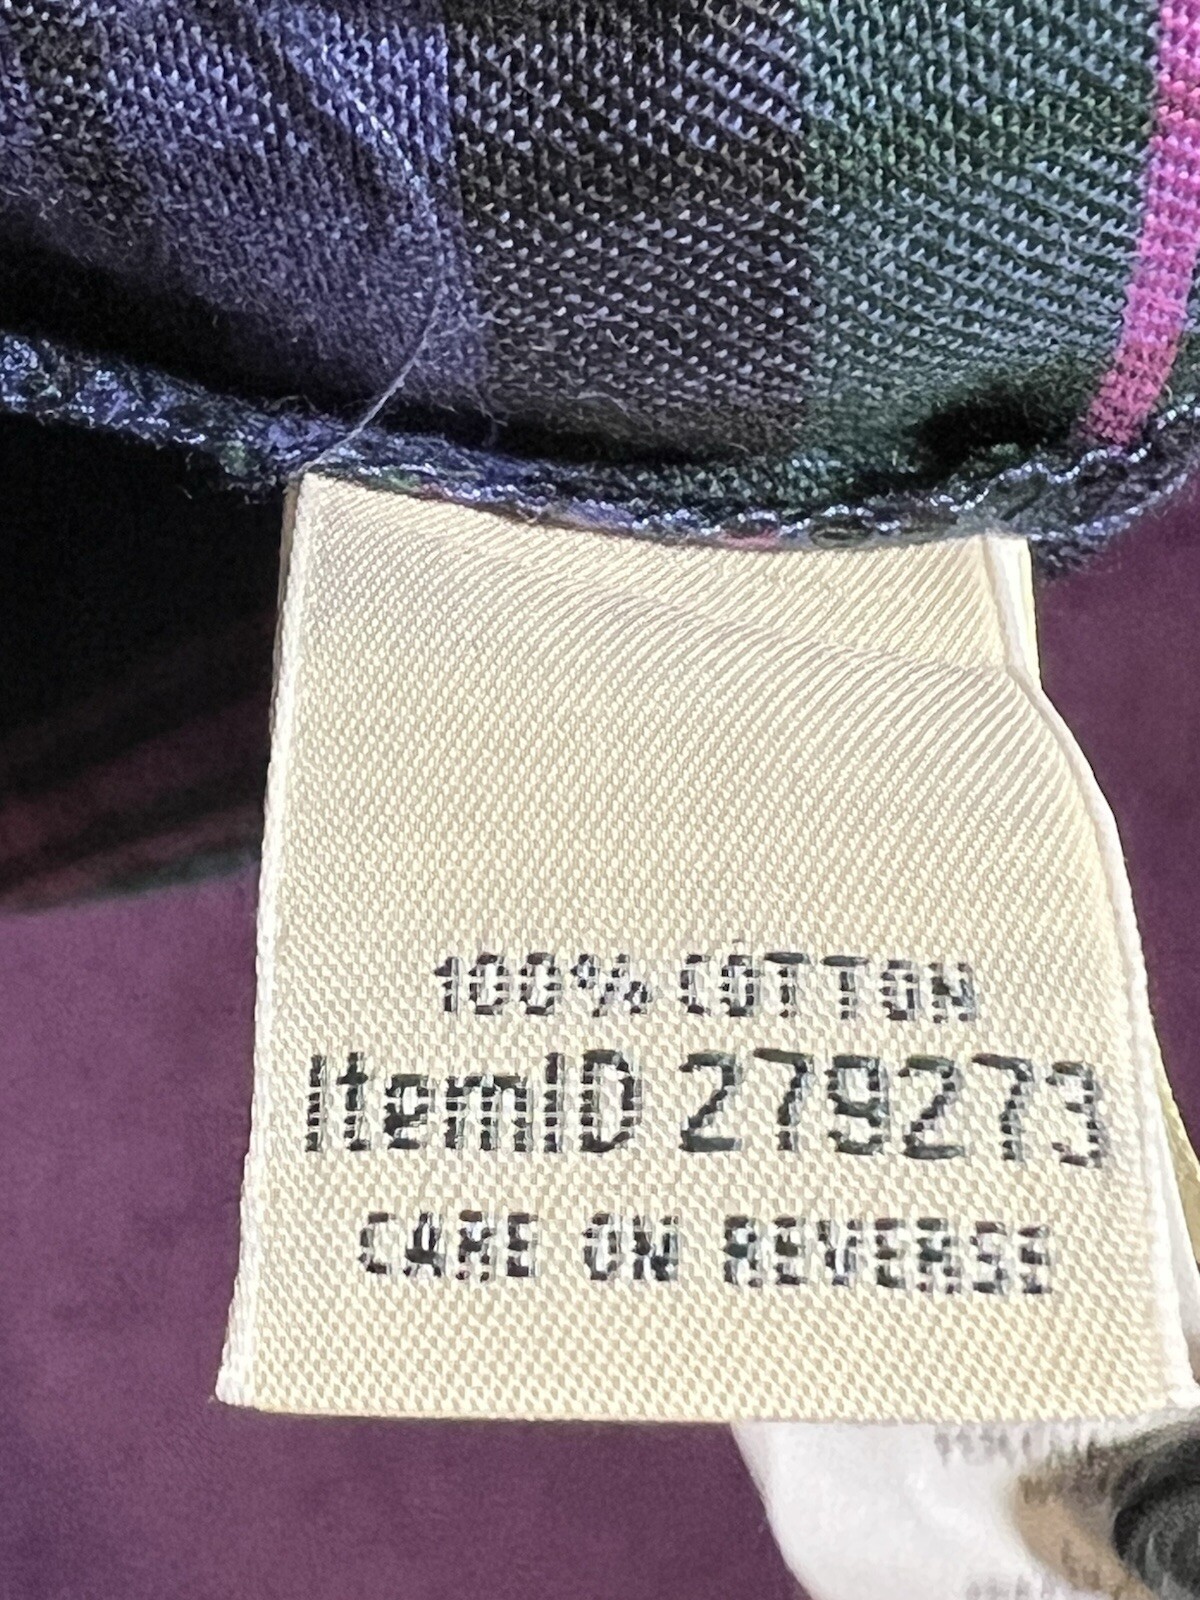 100% COTTON
ItemID 279273
CARE ON REVERSE